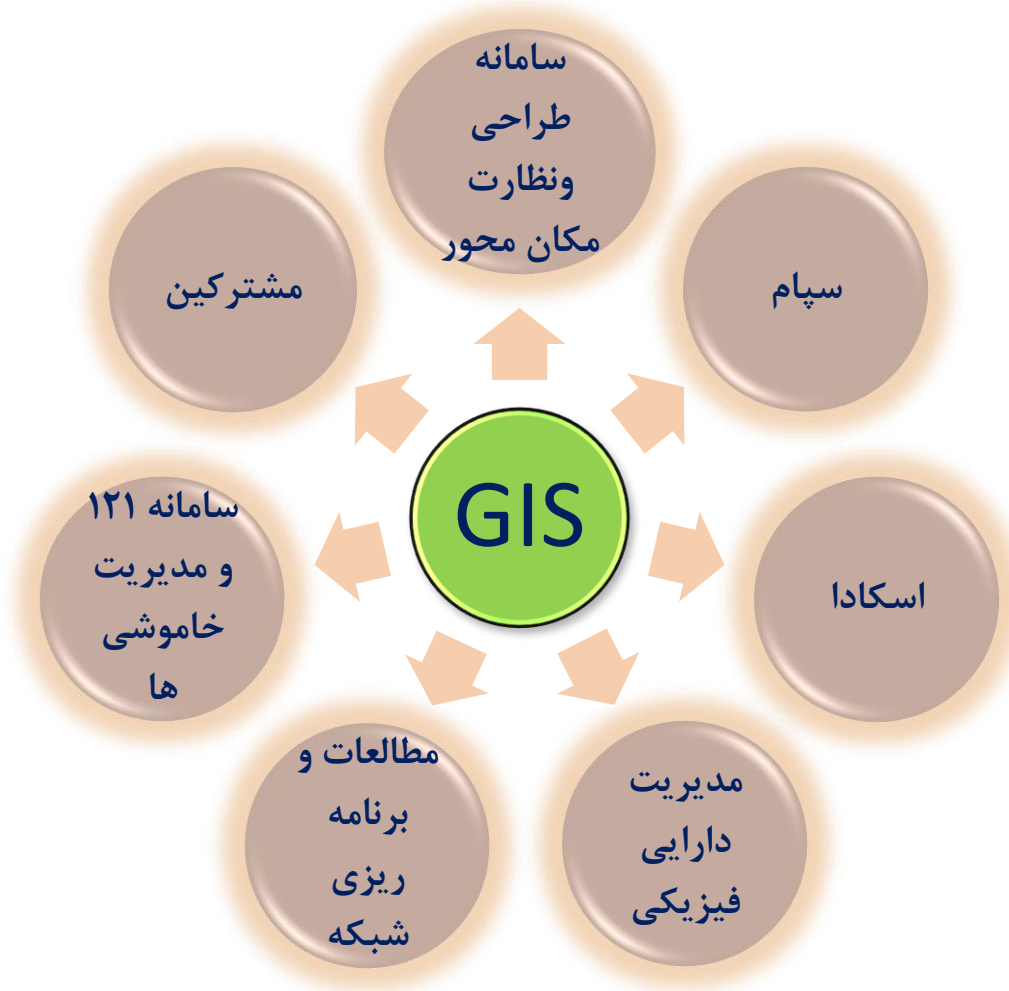 سامانه
طراحی
ونظارت
مکان محور
سپام
اسکادا
مدیریت
دارایی
فیزیکی
مطالعات و
برنامه
ریزی
شبکه
سامانه ۱۲۱
و مدیریت
خاموشی
ها
مشترکین
GIS